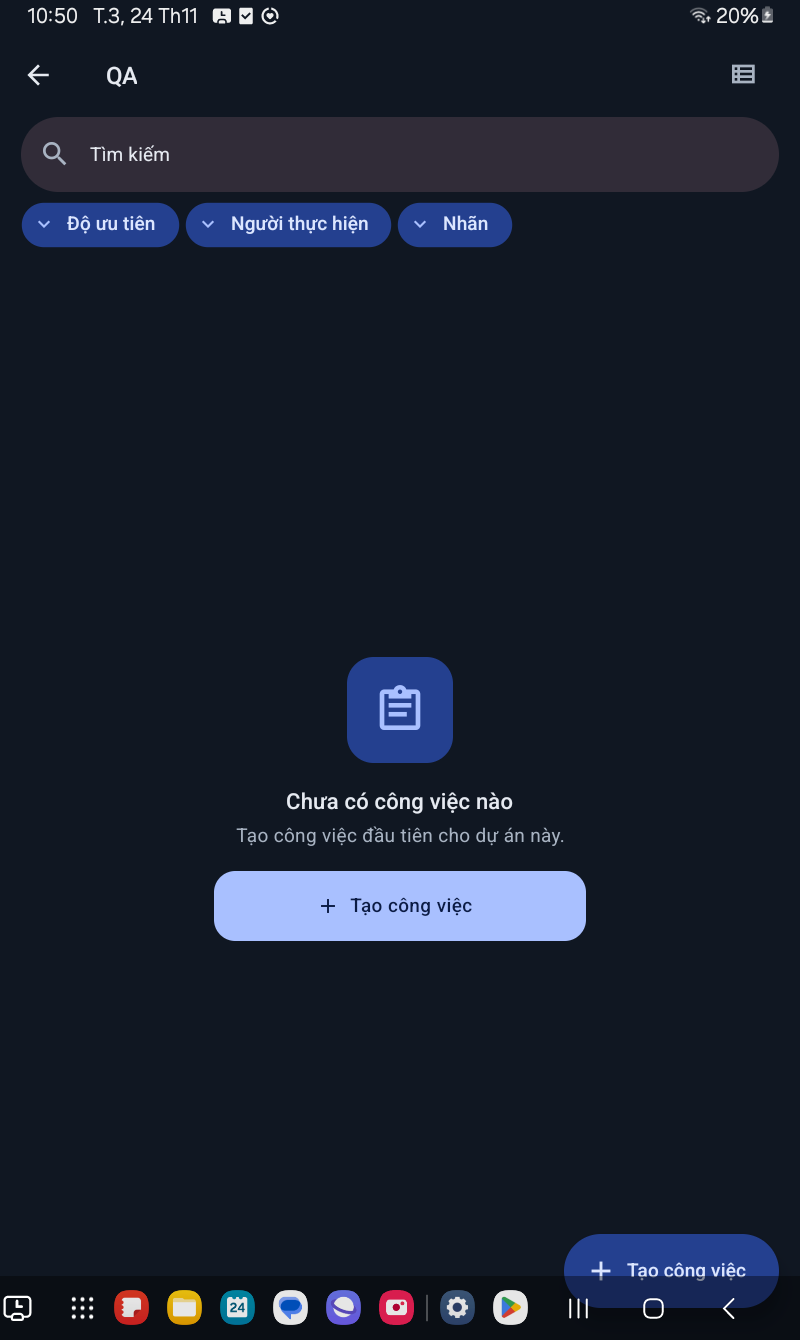 10:50 T.3, 24 Th11 20%
QA
Tìm kiếm
Độ ưu tiên Người thực hiện Nhãn
Chưa có công việc nào
Tạo công việc đầu tiên cho dự án này.
+ Tạo công việc
+ Tạo công việc
24